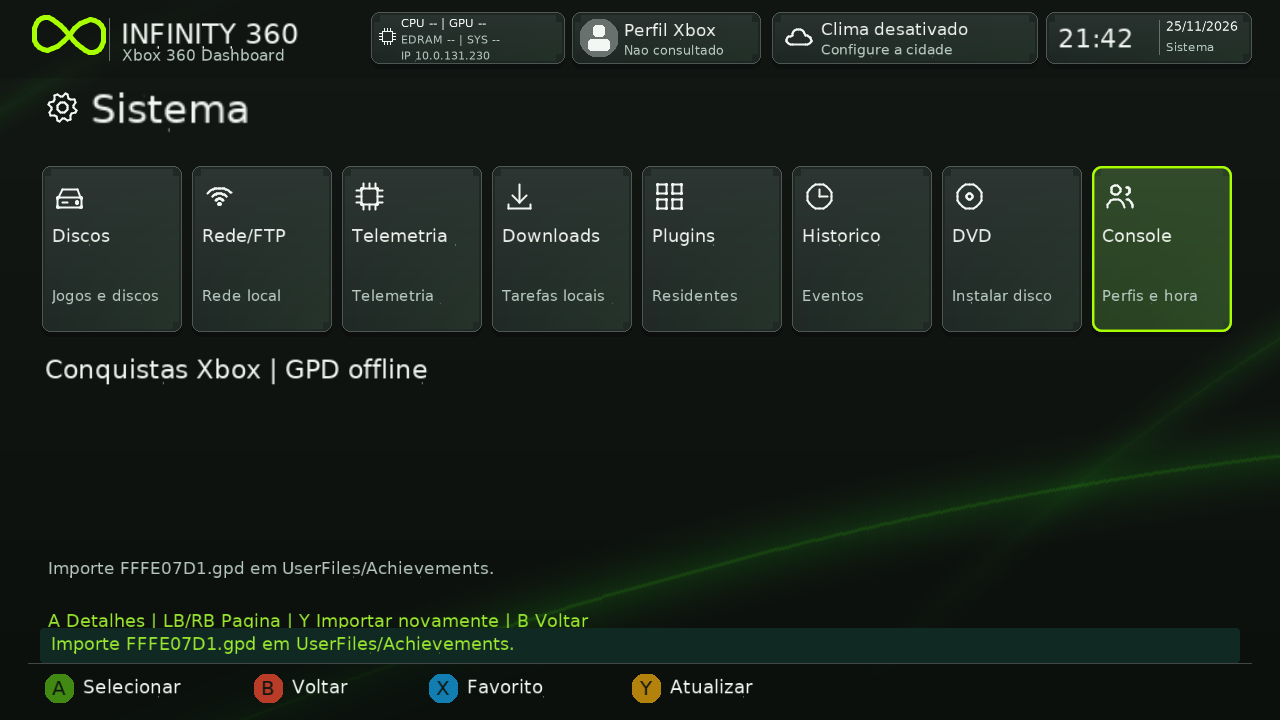 INFINITY 360
Xbox 360 Dashboard
CPU -- | GPU --
EDRAM -- | SYS --
IP 10.0.131.230
Perfil Xbox
Nao consultado
Clima desativado
Configure a cidade
21:42
25/11/2026
Sistema
Sistema
Discos
Jogos e discos
Rede/FTP
Rede local
Telemetria
Telemetria
Downloads
Tarefas locais
Plugins
Residentes
Historico
Eventos
DVD
Instalar disco
Console
Perfis e hora
Conquistas Xbox | GPD offline
Importe FFFE07D1.gpd em UserFiles/Achievements.
A Detalhes | LB/RB Pagina | Y Importar novamente | B Voltar
Importe FFFE07D1.gpd em UserFiles/Achievements.
A Selecionar
B Voltar
X Favorito
Y Atualizar